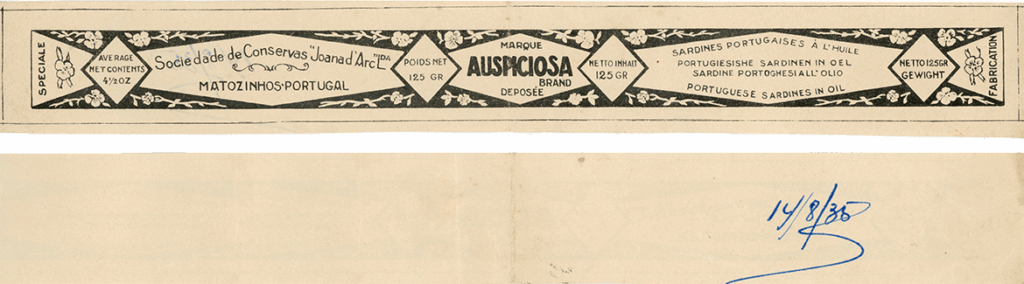 SPECIALE
AVERAGE
NET CONTENTS
4½ OZ
Sociedade de Conservas "Joana d'Arc" LDA
MATOZINHOS-PORTUGAL
POIDS NET
125 GR
MARQUE
AUSPICIOSA
BRAND
DEPOSÉE
NETTO INHALT
125 GR
SARDINES PORTUGAISES À L'HUILE
PORTUGIESISHE SARDINEN IN OEL
SARDINE PORTOGHESI ALL'OLIO
PORTUGUESE SARDINES IN OIL
NETTO 125 GR
GEWIGHT
FABRICATION
14/8/35